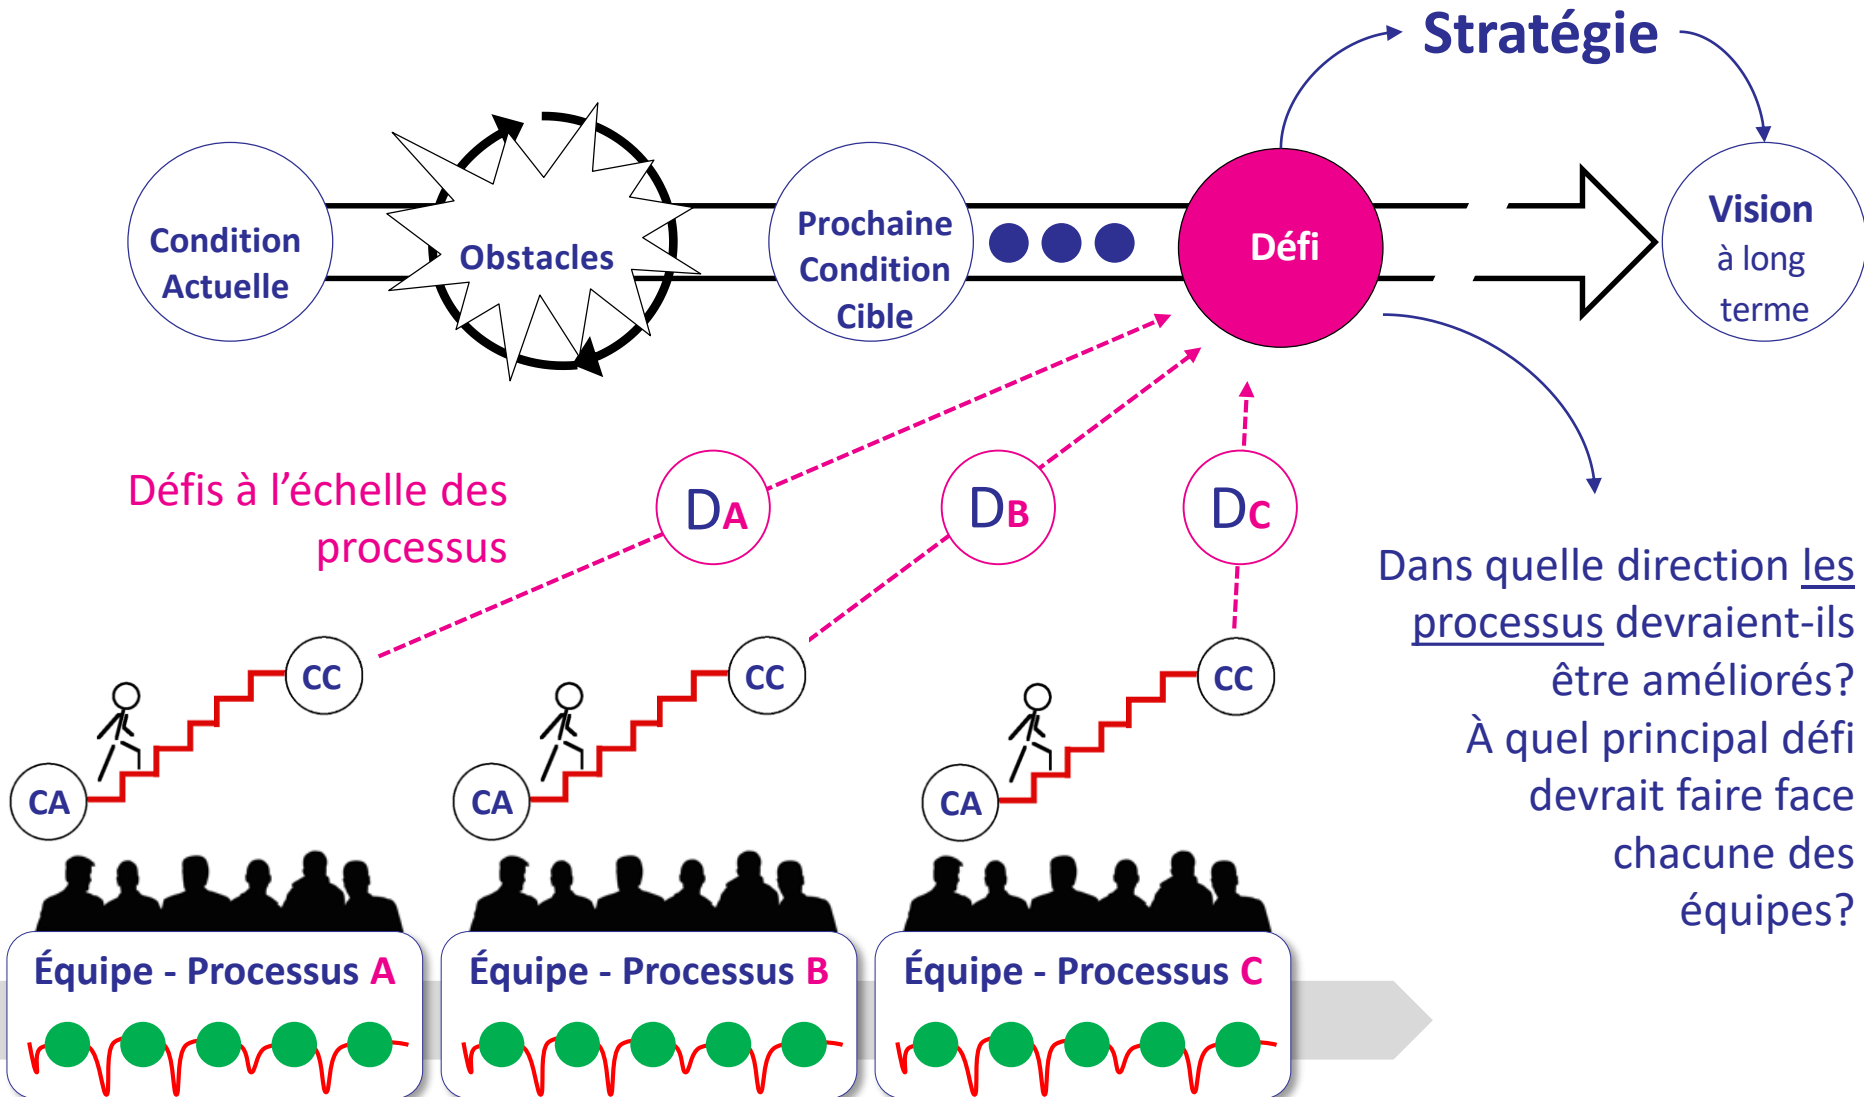 Stratégie
Condition
Actuelle
Obstacles
Prochaine
Condition
Cible
Défi
Vision
à long
terme
Défis à l’échelle des
processus
DA
DB
DC
Dans quelle direction les
processus devraient-ils
être améliorés?
À quel principal défi
devrait faire face
chacune des
équipes?
CC
CC
CC
CA
CA
CA
Équipe - Processus A
Équipe - Processus B
Équipe - Processus C